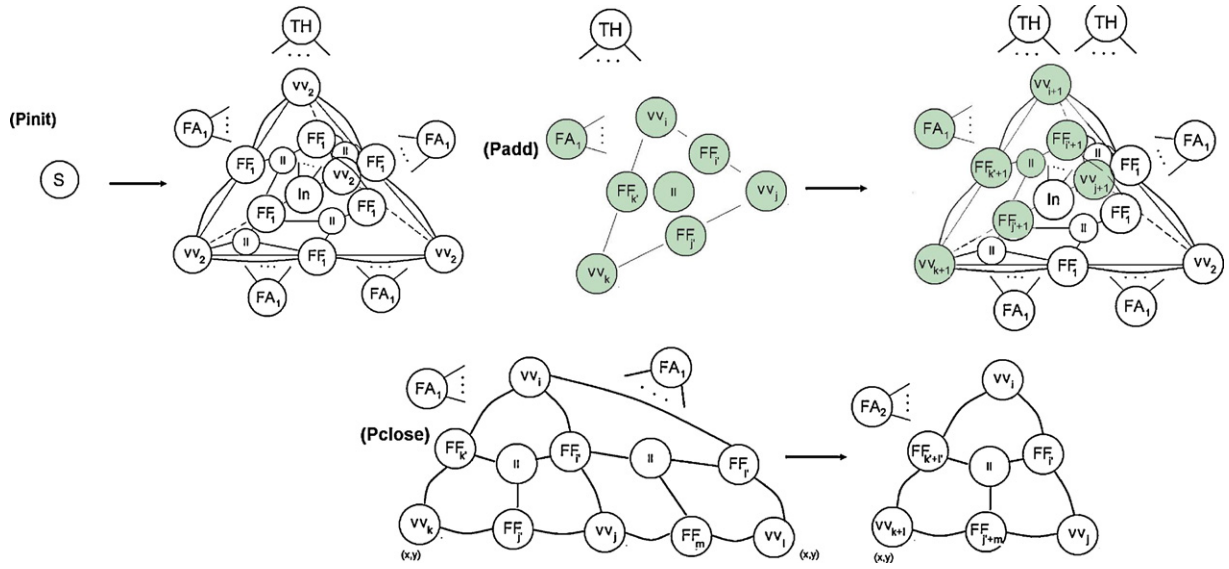 TH
TH
TH
TH
vv2
vvi+1
(Pinit)
FA1
FA1
FA1
vvi
FA1
FA1
FF1
FFi'
FFi'+1
(Padd)
S
FF1
II
II
FF1
FFk'
II
vvj
FFk'+1
II
II
FF1
In
vv2
In
vvj+1
FF1
FF1
FFj'
FFj'+1
FF1
II
II
vv2
II
FF1
vv2
vvk
vvk+1
II
FF1
vv2
FA1
FA1
FA1
FA1
FA1
vvi
FA1
FA2
vvi
(Pclose)
FFk'
II
FFi'
II
FFl'
FFk'+l'
II
FFi'
vvk
FFj'
vvj
FFm
vvl
vvk+l
FFj'+m
vvj
(x,y)
(x,y)
(x,y)